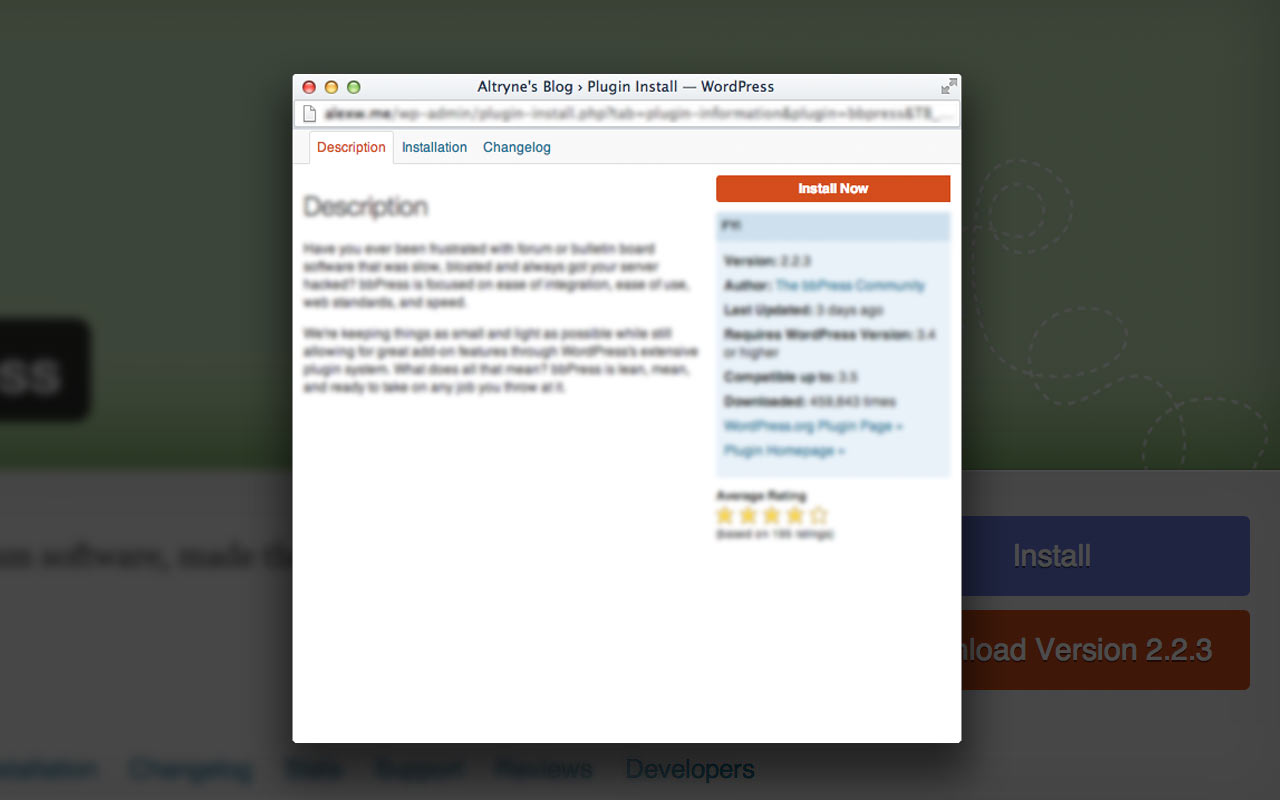 Altryne's Blog › Plugin Install — WordPress
alexw.me/wp-admin/plugin-install.php?tab=plugin-information&plugin=bbpress&TB_...
Description Installation Changelog
Install Now
Description
Have you ever been frustrated with forum or bulletin board
software that was slow, bloated and always got your server
hacked? bbPress is focused on ease of integration, ease of use,
web standards, and speed.
We're keeping things as small and light as possible while still
allowing for great add-on features through WordPress's extensive
plugin system. What does all that mean? bbPress is lean, mean,
and ready to take on any job you throw at it.
FYI
Version: 2.2.3
Author: The bbPress Community
Last Updated: 3 days ago
Requires WordPress Version: 3.4
or higher
Compatible up to: 3.5
Downloaded: 459,843 times
WordPress.org Plugin Page »
Plugin Homepage »
Average Rating
(based on 195 ratings)
ss
software, made
Install
nload Version 2.2.3
stallation Changelog Stats Support Reviews Developers